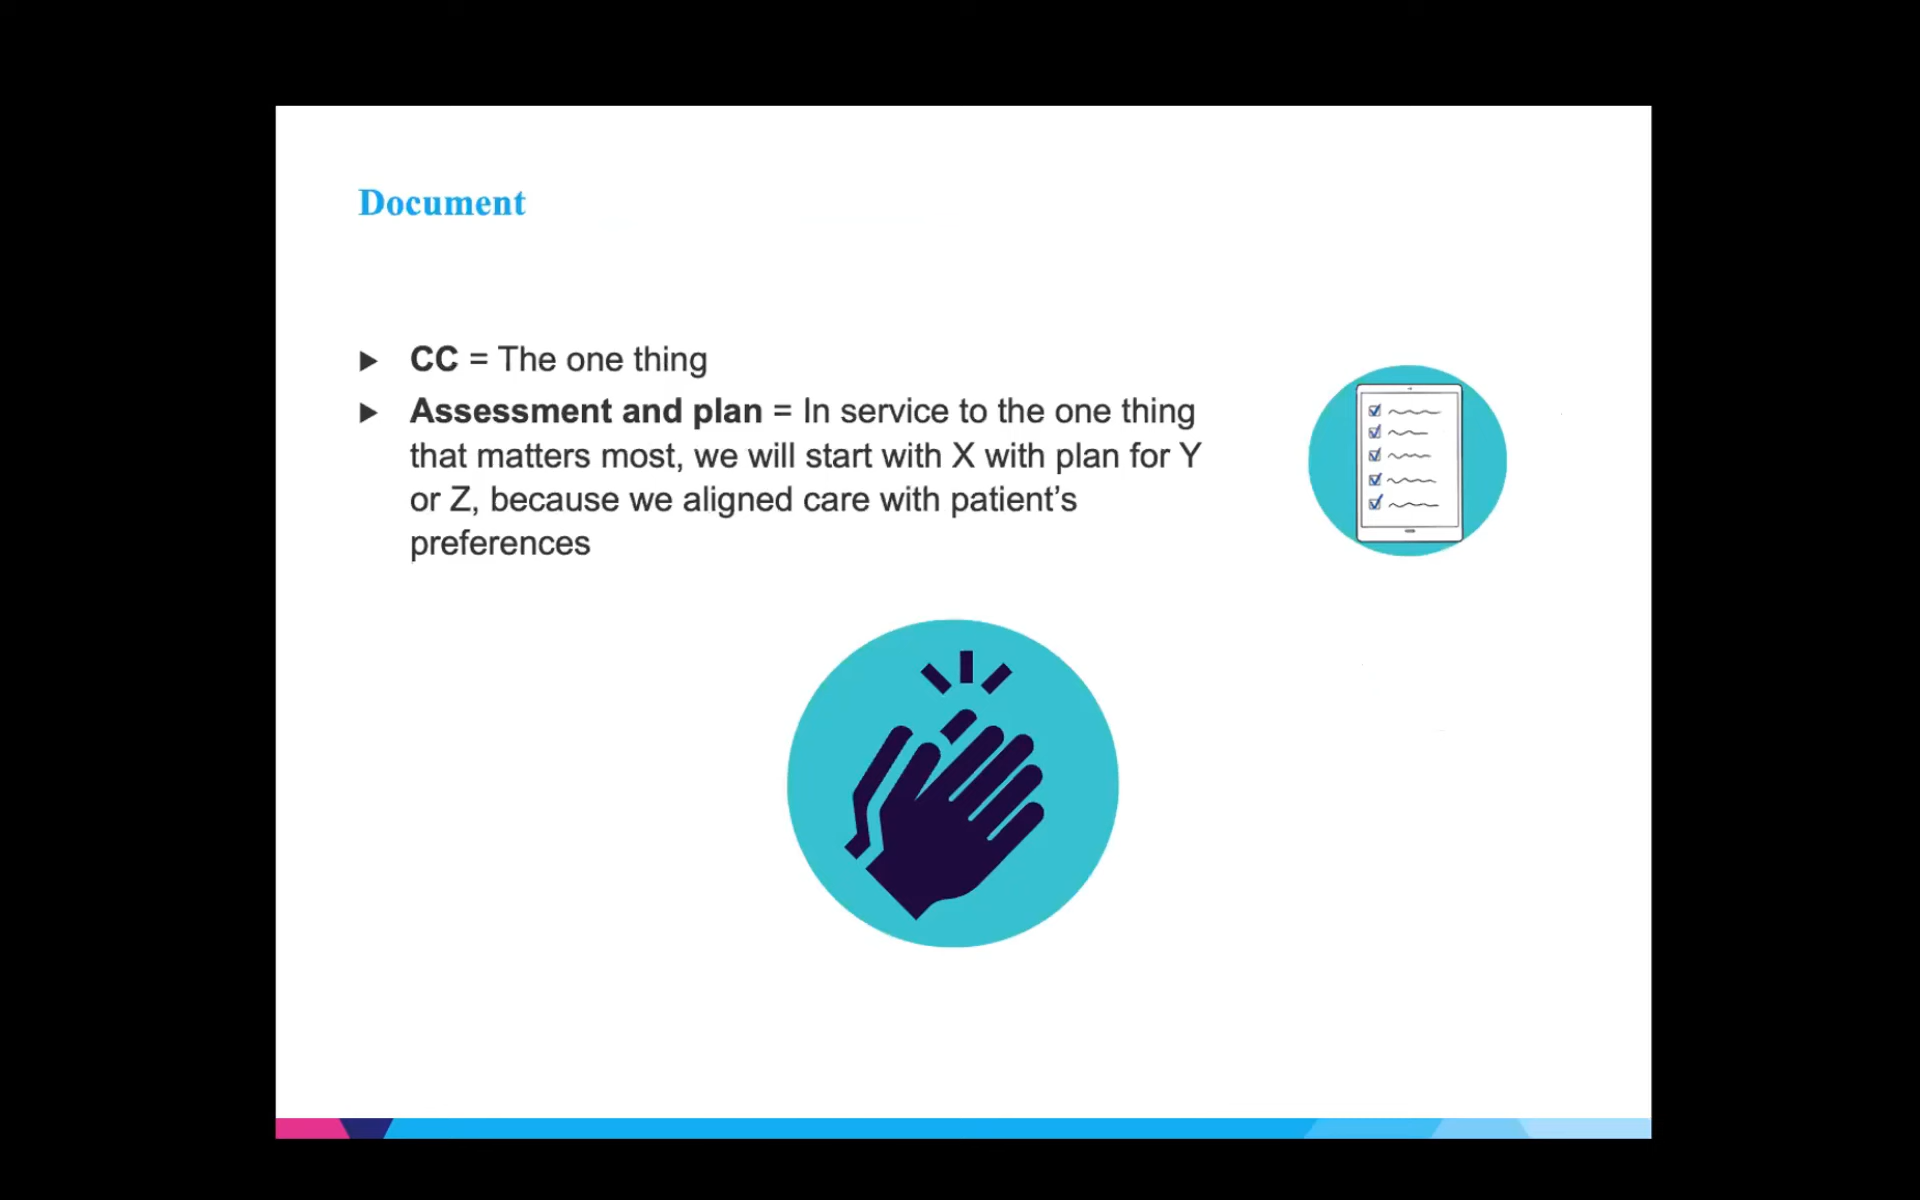 Document
► CC = The one thing
► Assessment and plan = In service to the one thing
that matters most, we will start with X with plan for Y
or Z, because we aligned care with patient’s
preferences